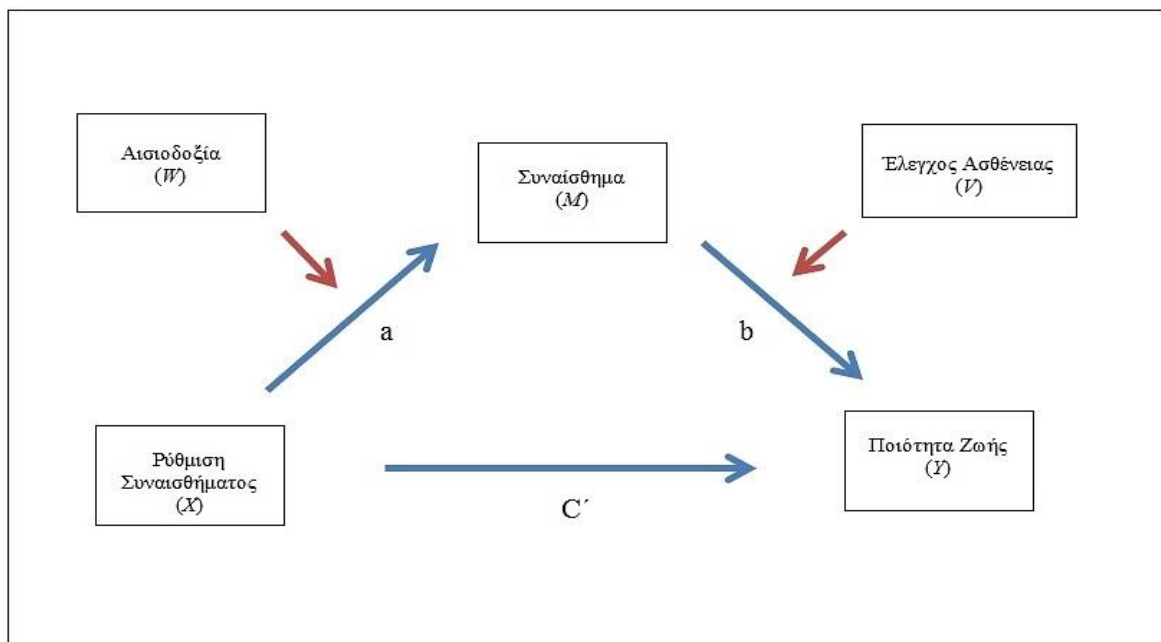 Αισιοδοξία
(W)
Συναίσθημα
(M)
Έλεγχος Ασθένειας
(V)
a
b
Ρύθμιση
Συναισθήματος
(X)
C΄
Ποιότητα Ζωής
(Y)